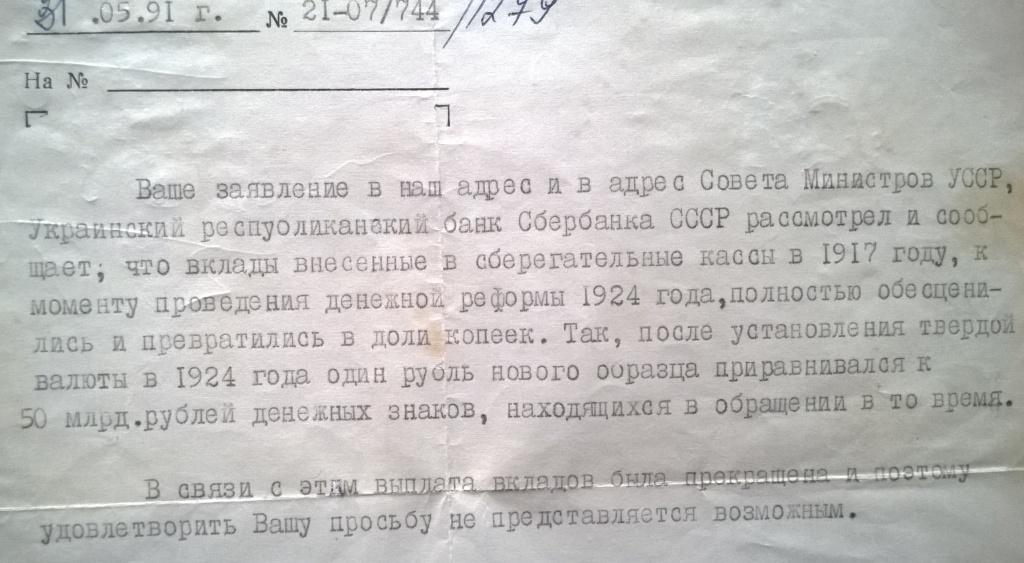 31 .05.91 г. № 21-07/744 /1279
На №
Ваше заявление в наш адрес и в адрес Совета Министров УССР,
Украинский республиканский банк Сбербанка СССР рассмотрел и сооб-
щает; что вклады внесенные в сберегательные кассы в 1917 году, к
моменту проведения денежной реформы 1924 года,полностью обесцени-
лись и превратились в доли копеек. Так, после установления твердой
валюты в 1924 года один рубль нового образца приравнивался к
50 млрд.рублей денежных знаков, находящихся в обращении в то время.
В связи с этим выплата вкладов была прекращена и поэтому
удовлетворить Вашу просьбу не представляется возможным.